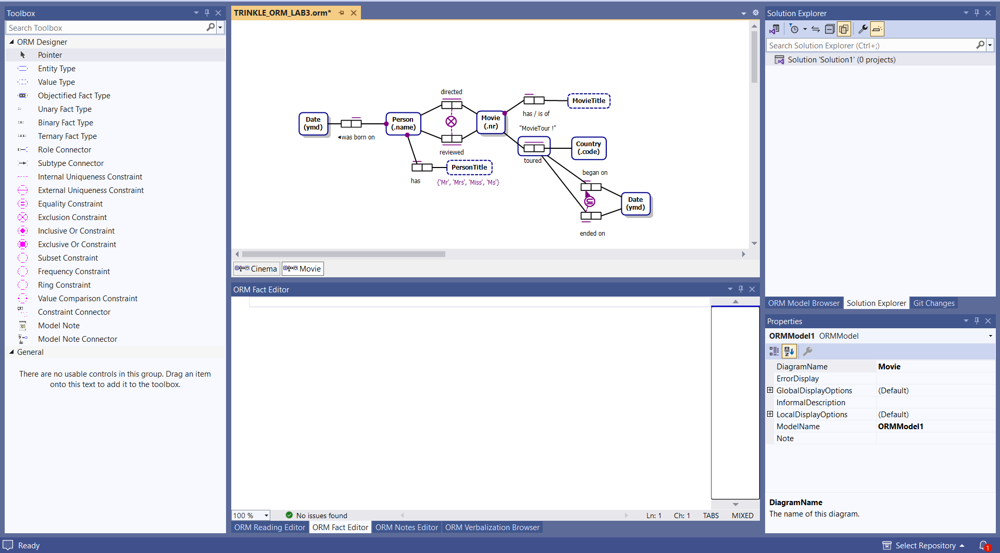 Toolbox
Search Toolbox
ORM Designer
Pointer
Entity Type
Value Type
Objectified Fact Type
Unary Fact Type
Binary Fact Type
Ternary Fact Type
Role Connector
Subtype Connector
Internal Uniqueness Constraint
External Uniqueness Constraint
Equality Constraint
Exclusion Constraint
Inclusive Or Constraint
Exclusive Or Constraint
Subset Constraint
Frequency Constraint
Ring Constraint
Value Comparison Constraint
Constraint Connector
Model Note
Model Note Connector
General
There are no usable controls in this group. Drag an item
onto this text to add it to the toolbox.
TRINKLE_ORM_LAB3.orm*
directed
MovieTitle
Date
(ymd)
Person
(.name)
Movie
(.nr)
has / is of
"MovieTour !"
◄was born on
Country
(.code)
reviewed
toured
PersonTitle
has
{'Mr', 'Mrs', 'Miss', 'Ms'}
began on
Date
(ymd)
ended on
Cinema
Movie
ORM Fact Editor
100 %
No issues found
Ln: 1
Ch: 1
TABS
MIXED
ORM Reading Editor
ORM Fact Editor
ORM Notes Editor
ORM Verbalization Browser
Solution Explorer
Search Solution Explorer (Ctrl+;)
Solution 'Solution1' (0 projects)
ORM Model Browser
Solution Explorer
Git Changes
Properties
ORMModel1 ORMModel
DiagramName Movie
ErrorDisplay
GlobalDisplayOptions (Default)
InformalDescription
LocalDisplayOptions (Default)
ModelName ORMModel1
Note
DiagramName
The name of this diagram.
Ready
Select Repository
1